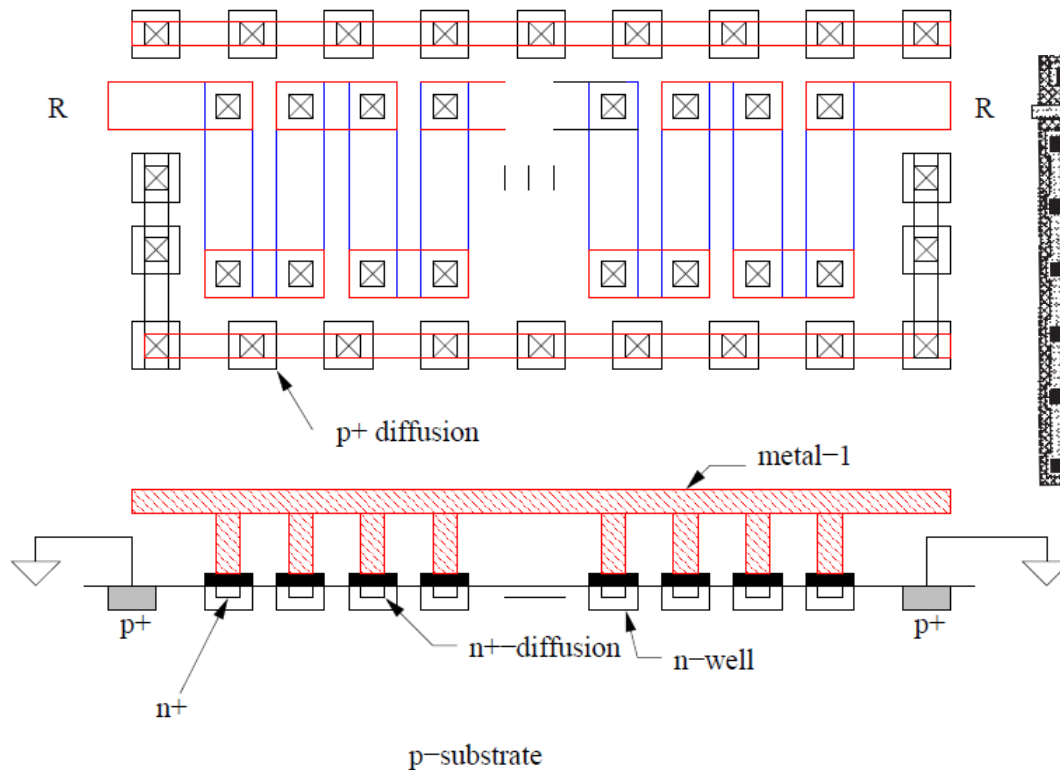 R
R
p+ diffusion
metal−1
p+
p+
n+−diffusion
n−well
n+
p−substrate